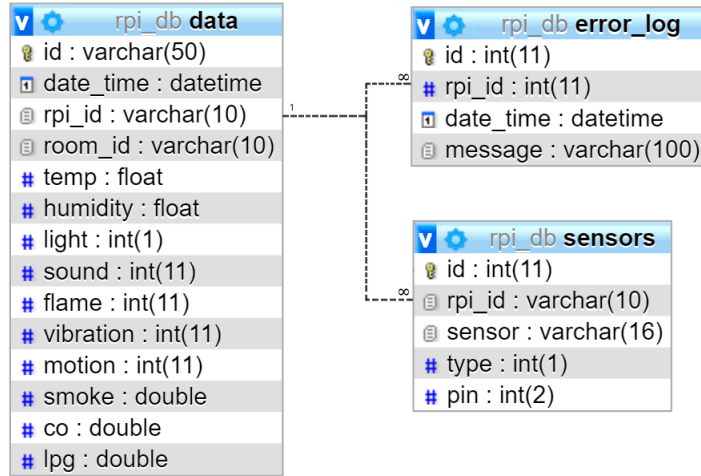 v rpi_db data
id : varchar(50)
date_time : datetime
rpi_id : varchar(10)
room_id : varchar(10)
# temp : float
# humidity : float
# light : int(1)
# sound : int(11)
# flame : int(11)
# vibration : int(11)
# motion : int(11)
# smoke : double
# co : double
# lpg : double
1
∞
∞
v rpi_db error_log
id : int(11)
# rpi_id : int(11)
date_time : datetime
message : varchar(100)
v rpi_db sensors
id : int(11)
rpi_id : varchar(10)
sensor : varchar(16)
# type : int(1)
# pin : int(2)